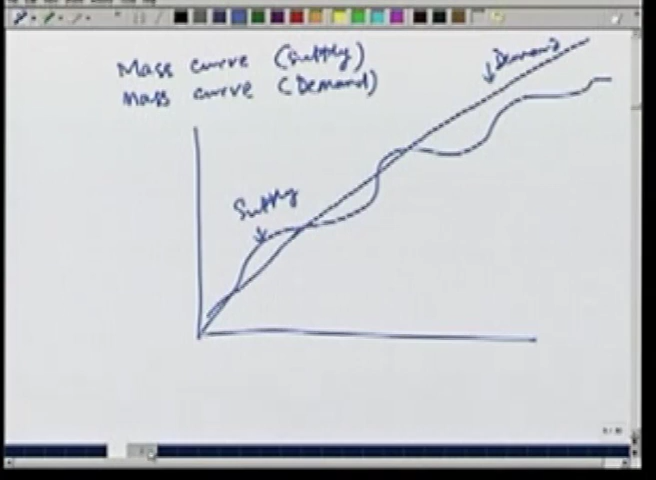 Mass curve (Supply)
Mass curve (Demand)
Demand
Supply